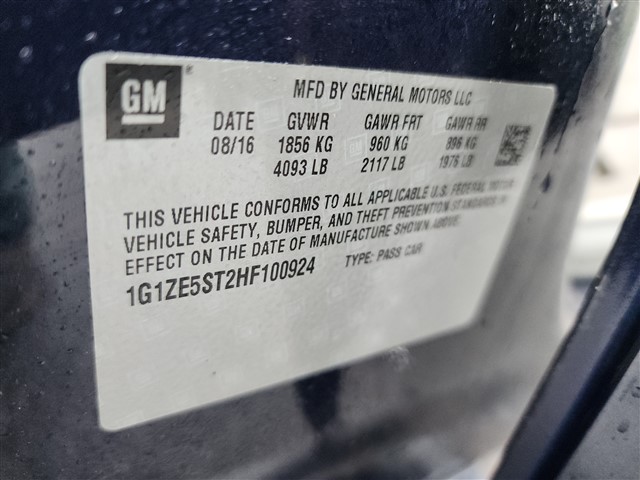 GM ®
MFD BY GENERAL MOTORS LLC
DATE GVWR GAWR FRT GAWR RR
08/16 1856 KG 960 KG 896 KG
4093 LB 2117 LB 1976 LB
THIS VEHICLE CONFORMS TO ALL APPLICABLE U.S. FEDERAL MOTOR
VEHICLE SAFETY, BUMPER, AND THEFT PREVENTION STANDARDS IN
EFFECT ON THE DATE OF MANUFACTURE SHOWN ABOVE.
1G1ZE5ST2HF100924 TYPE: PASS CAR